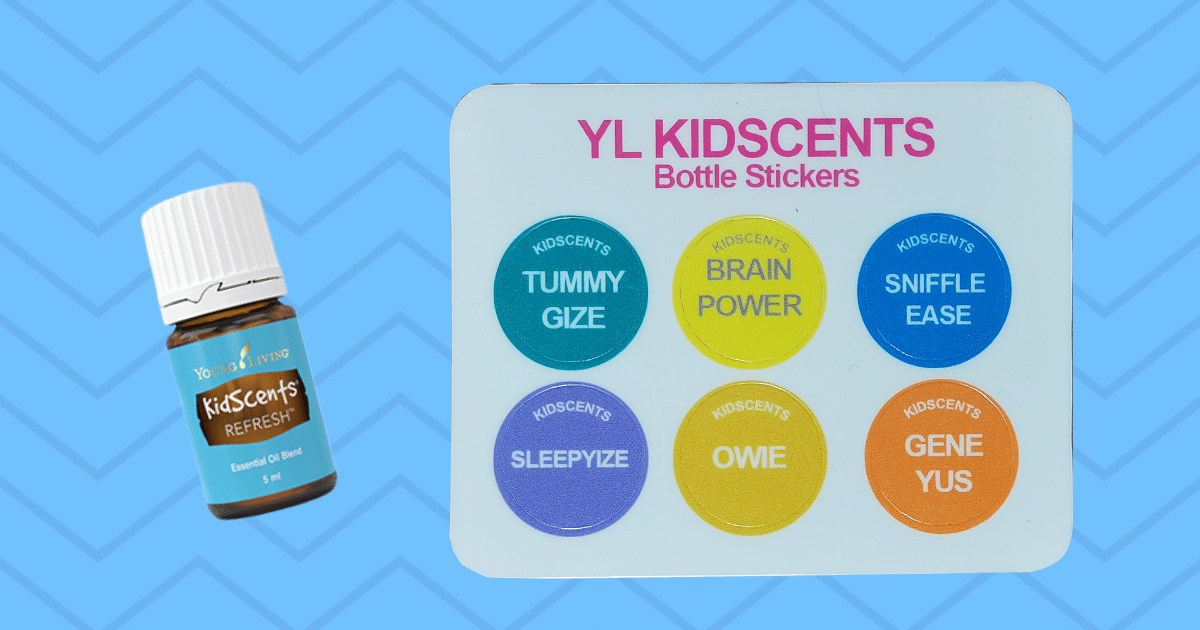 YOUNG LIVING
KidScents®
REFRESH™
Essential Oil Blend
5 ml
YL KIDSCENTS
Bottle Stickers
KIDSCENTS
TUMMY
GIZE
KIDSCENTS
BRAIN
POWER
KIDSCENTS
SNIFFLE
EASE
KIDSCENTS
SLEEPYIZE
KIDSCENTS
OWIE
KIDSCENTS
GENE
YUS